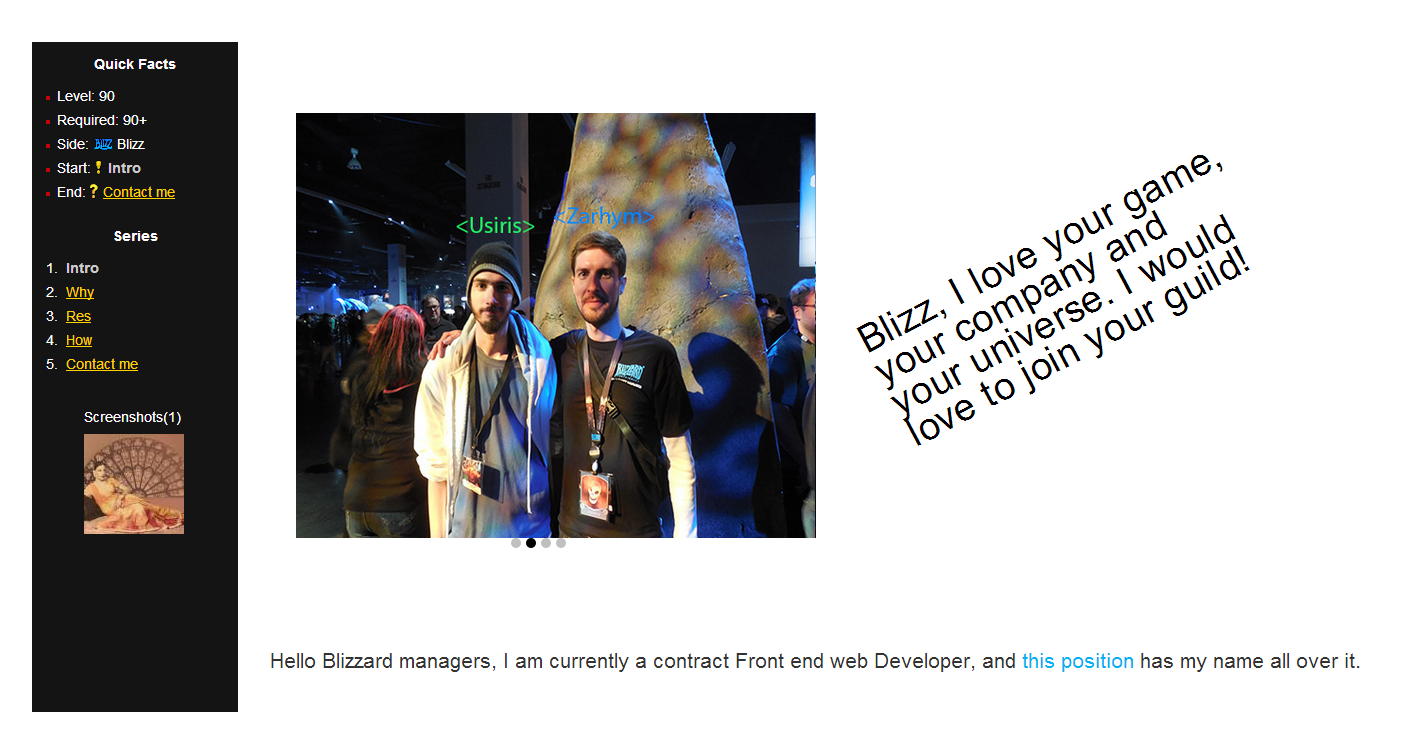 Quick Facts
Level: 90
Required: 90+
Side: Blizz
Start: ! Intro
End: ? Contact me
Series
1. Intro
2. Why
3. Res
4. How
5. Contact me
Screenshots(1)
<Usiris>
<Zarhym>
BLIZZARD
Blizz, I love your game,
your company and
your universe. I would
love to join your guild!
Hello Blizzard managers, I am currently a contract Front end web Developer, and this position has my name all over it.